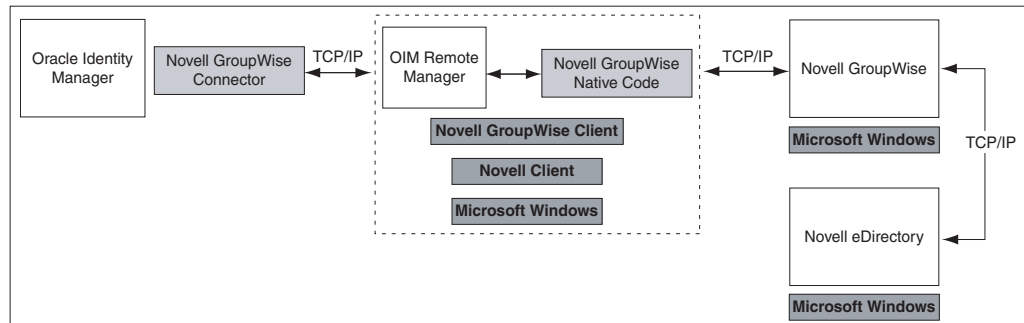 Oracle Identity
Manager
Novell GroupWise
Connector
TCP/IP
OIM Remote
Manager
Novell GroupWise
Native Code
Novell GroupWise Client
Novell Client
Microsoft Windows
TCP/IP
Novell GroupWise
Microsoft Windows
TCP/IP
Novell eDirectory
Microsoft Windows